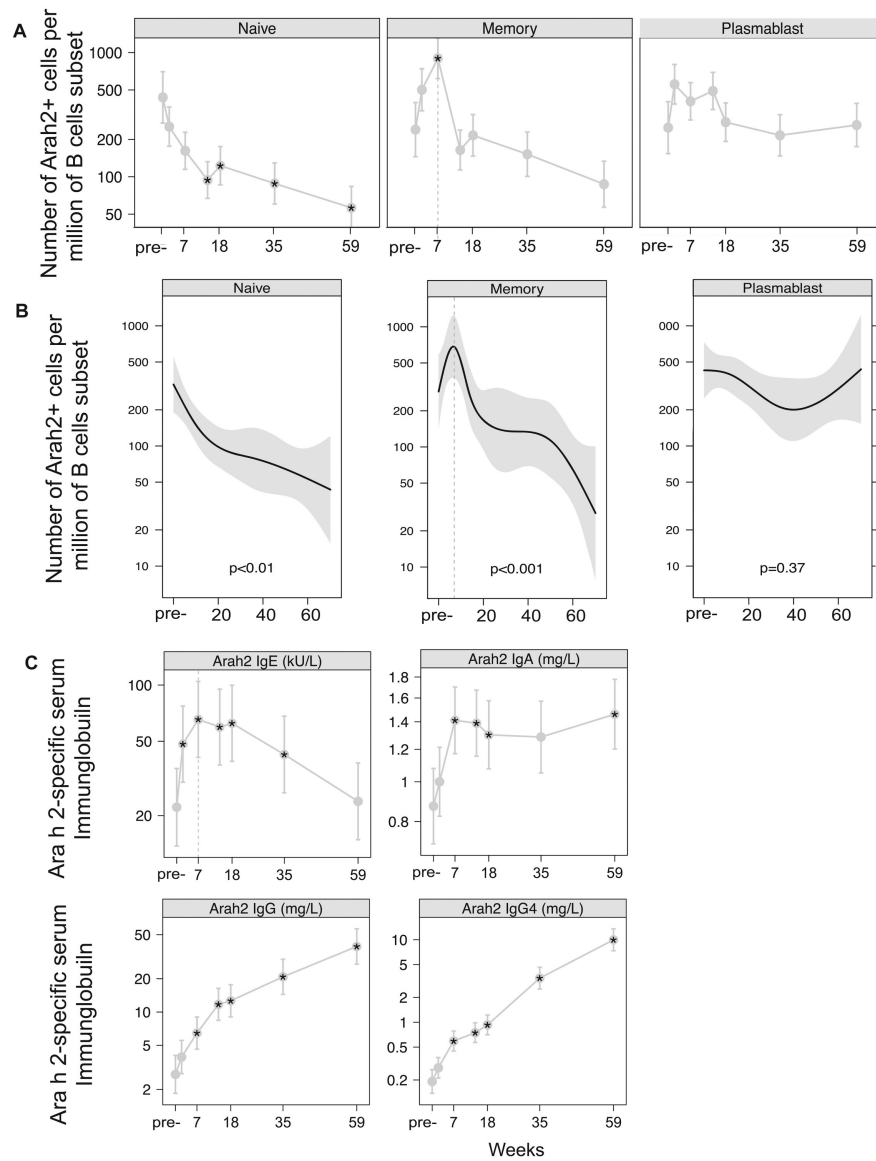 A
Number of Arah2+ cells per
million of B cells subset
Naive
Memory
Plasmablast
1000
500
200
100
50
pre- 7 18 35 59
pre- 7 18 35 59
pre- 7 18 35 59
B
Number of Arah2+ cells per
million of B cells subset
Naive
Memory
Plasmablast
1000
500
200
100
50
20
10
1000
500
200
100
50
20
10
000
500
200
100
50
20
10
p<0.01
p<0.001
p=0.37
pre- 20 40 60
pre- 20 40 60
pre- 20 40 60
C
Ara h 2-specific serum
Immunglobuiln
Arah2 IgE (kU/L)
Arah2 IgA (mg/L)
100
50
20
1.8
1.6
1.4
1.2
1
0.8
pre- 7 18 35 59
pre- 7 18 35 59
Ara h 2-specific serum
Immunglobuiln
Arah2 IgG (mg/L)
Arah2 IgG4 (mg/L)
50
20
10
5
2
10
5
2
1
0.5
0.2
pre- 7 18 35 59
pre- 7 18 35 59
Weeks